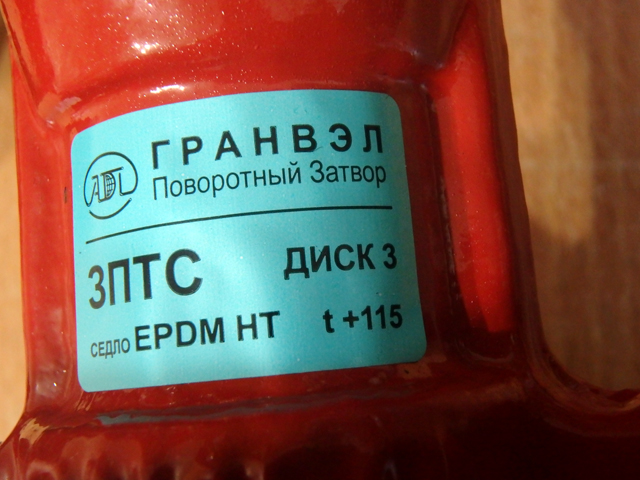 ADL
ГРАНВЭЛ
Поворотный Затвор
ЗПТС ДИСК 3
СЕДЛО EPDM HT t +115